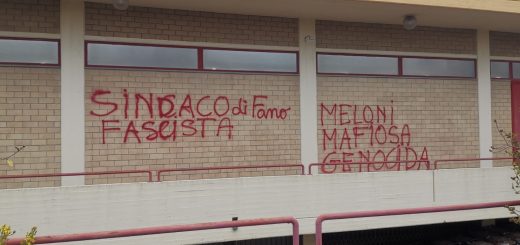 SINDACO di Fano
FASCISTA
MELONI
MAFIOSA
GENOCIDA